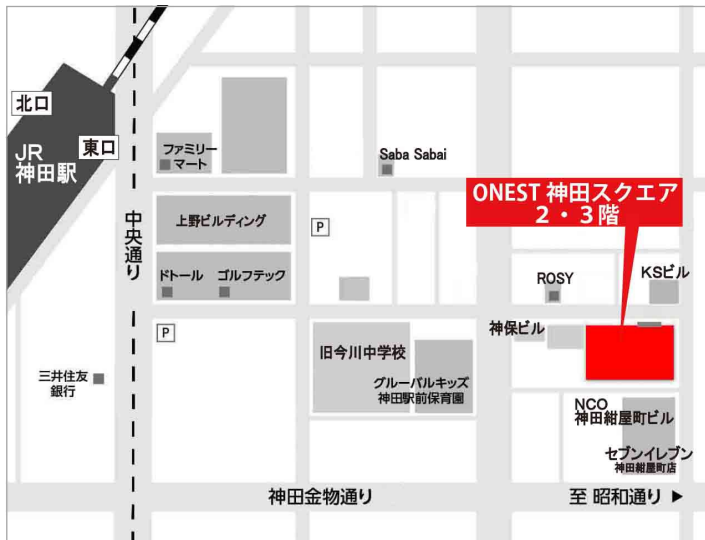 北口
東口
JR
神田駅
ファミリー
マート
Saba Sabai
ONEST 神田スクエア
2・3階
中央通り
上野ビルディング
P
ドトール
ゴルフテック
ROSY
KSビル
P
旧今川中学校
神保ビル
グルーバルキッズ
神田駅前保育園
三井住友
銀行
NCO
神田紺屋町ビル
セブンイレブン
神田紺屋町店
神田金物通り
至 昭和通り ▶